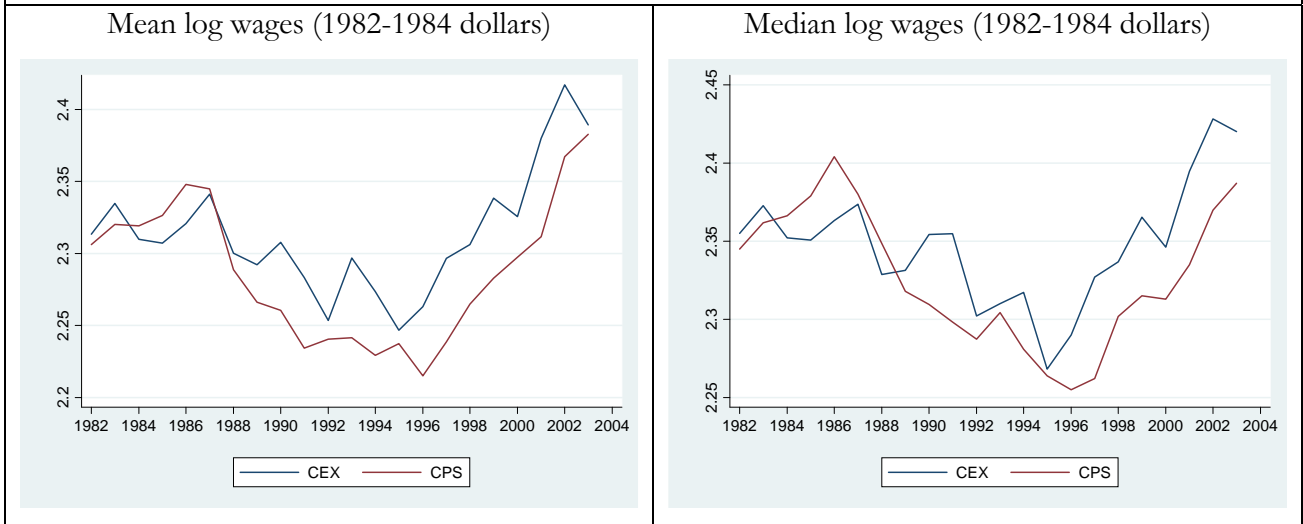 Mean log wages (1982-1984 dollars)
2.4
2.35
2.3
2.25
2.2
1982 1984 1986 1988 1990 1992 1994 1996 1998 2000 2002 2004
CEX CPS
Median log wages (1982-1984 dollars)
2.45
2.4
2.35
2.3
2.25
1982 1984 1986 1988 1990 1992 1994 1996 1998 2000 2002 2004
CEX CPS